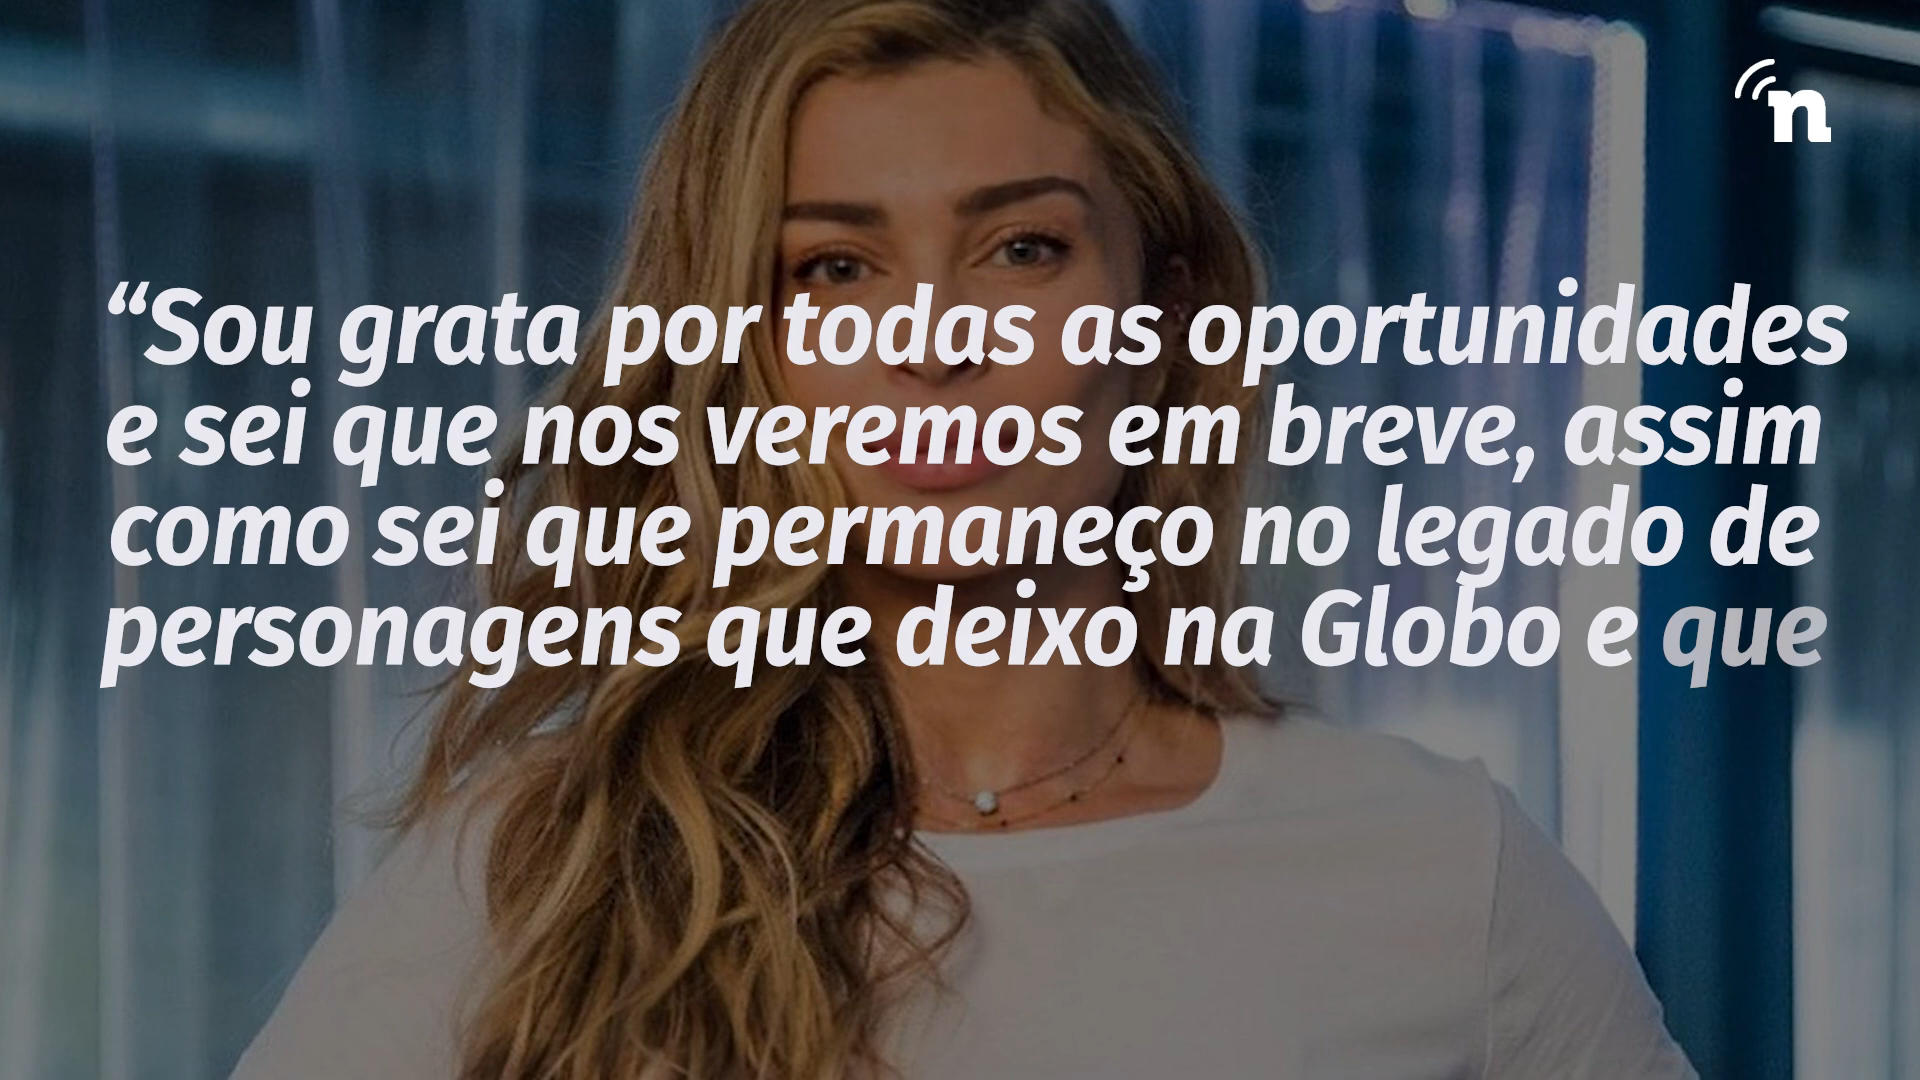 n
“Sou grata por todas as oportunidades
e sei que nos veremos em breve, assim
como sei que permaneço no legado de
personagens que deixo na Globo e que